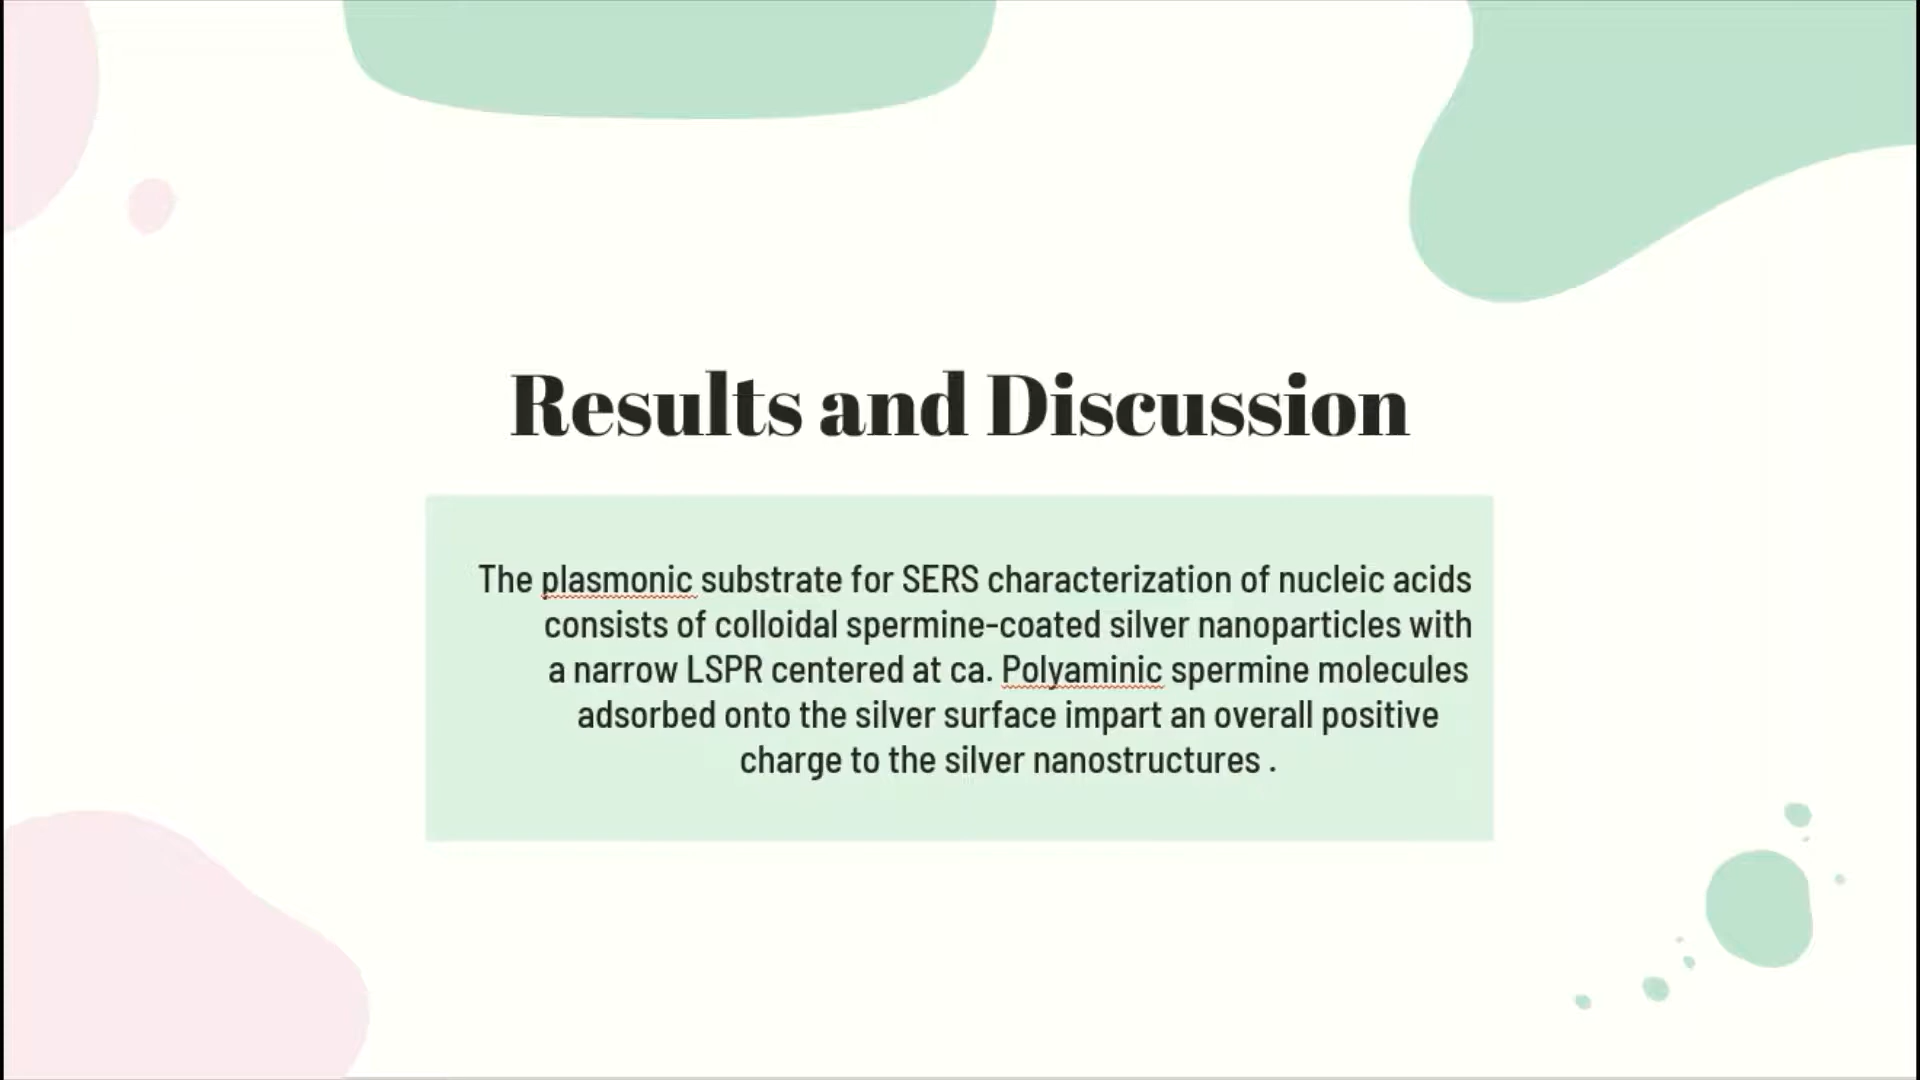 Results and Discussion
The plasmonic substrate for SERS characterization of nucleic acids
consists of colloidal spermine-coated silver nanoparticles with
a narrow LSPR centered at ca. Polyaminic spermine molecules
adsorbed onto the silver surface impart an overall positive
charge to the silver nanostructures .